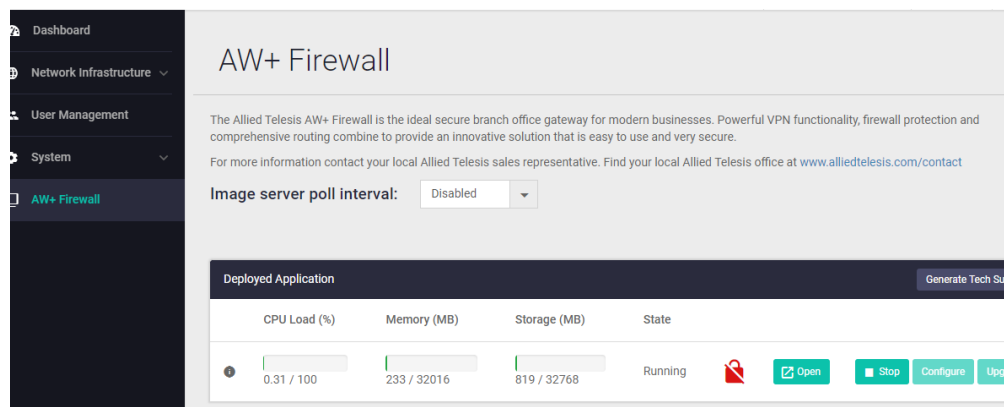 Dashboard
AW+ Firewall
Network Infrastructure
User Management
The Allied Telesis AW+ Firewall is the ideal secure branch office gateway for modern businesses. Powerful VPN functionality, firewall protection and
comprehensive routing combine to provide an innovative solution that is easy to use and very secure.
System
For more information contact your local Allied Telesis sales representative. Find your local Allied Telesis office at www.alliedtelesis.com/contact
AW+ Firewall
Image server poll interval: Disabled
Deployed Application Generate Tech Su
CPU Load (%) Memory (MB) Storage (MB) State
0.31 / 100 233 / 32016 819 / 32768 Running Open Stop Configure Upg